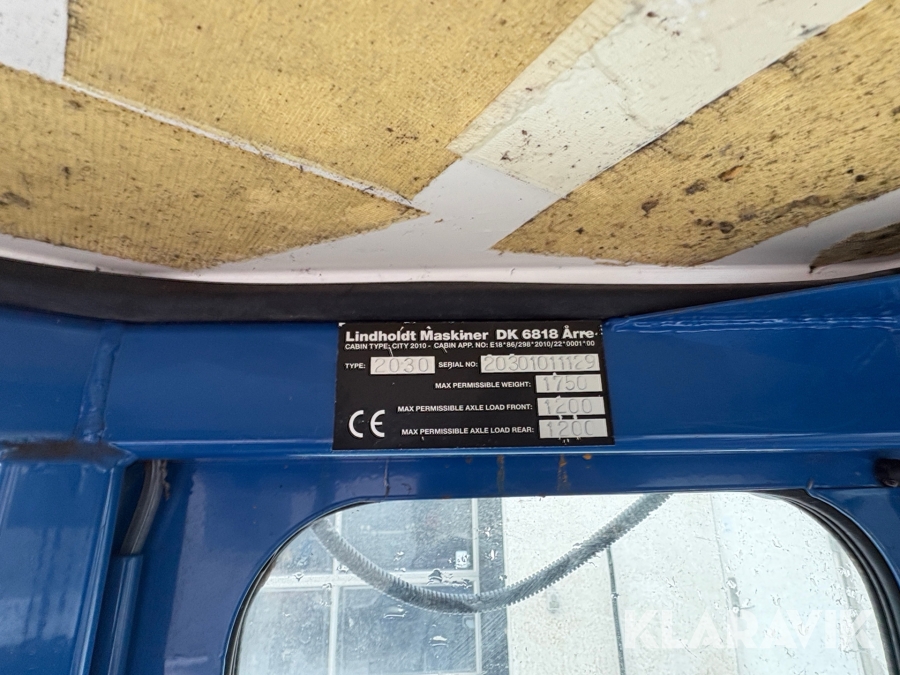 Lindholdt Maskiner DK 6818 Årre
CABIN TYPE: CITY 2010 - CABIN APP. NO: E18*86/298*2010/22*0001*00
TYPE: 2030 SERIAL NO: 20301011129
MAX PERMISSIBLE WEIGHT: 1750
MAX PERMISSIBLE AXLE LOAD FRONT: 1200
CE MAX PERMISSIBLE AXLE LOAD REAR: 1200
KLARAVIK